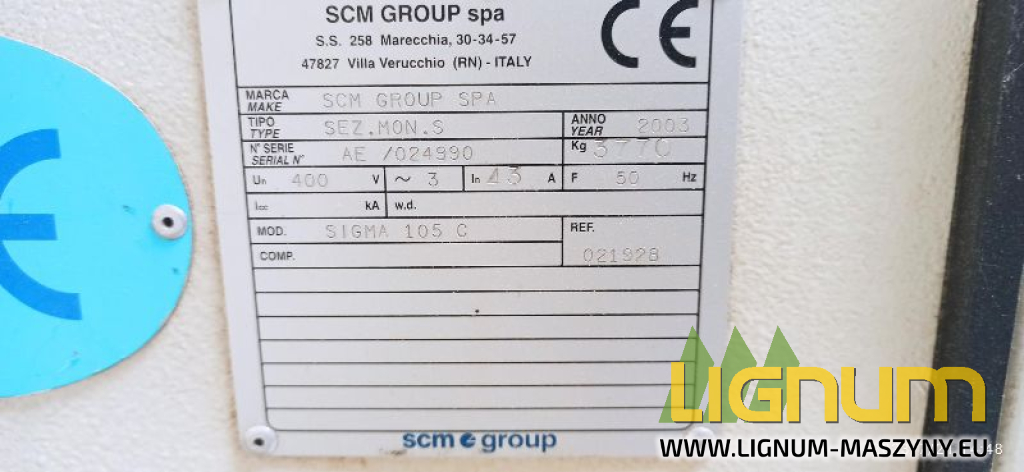 SCM GROUP spa
S.S. 258 Marecchia, 30-34-57
47827 Villa Verucchio (RN) - ITALY
CE
MARCA
MAKE SCM GROUP SPA
TIPO
TYPE SEZ.MON.S
ANNO
YEAR 2003
N° SERIE
SERIAL N° AE /024990
Kg 3770
Un 400 V ~ 3 In 43 A F 50 Hz
Icc kA w.d.
MOD. SIGMA 105 C
REF.
021928
COMP.
scm e group
LIGNUM
WWW.LIGNUM-MASZYNY.EU